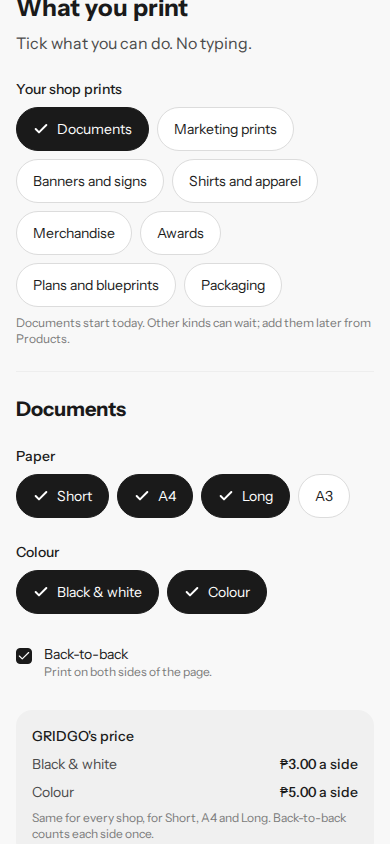 What you print
Tick what you can do. No typing.
Your shop prints
Documents
Marketing prints
Banners and signs
Shirts and apparel
Merchandise
Awards
Plans and blueprints
Packaging
Documents start today. Other kinds can wait; add them later from
Products.
Documents
Paper
Short
A4
Long
A3
Colour
Black & white
Colour
Back-to-back
Print on both sides of the page.
GRIDGO's price
Black & white ₱3.00 a side
Colour ₱5.00 a side
Same for every shop, for Short, A4 and Long. Back-to-back
counts each side once.